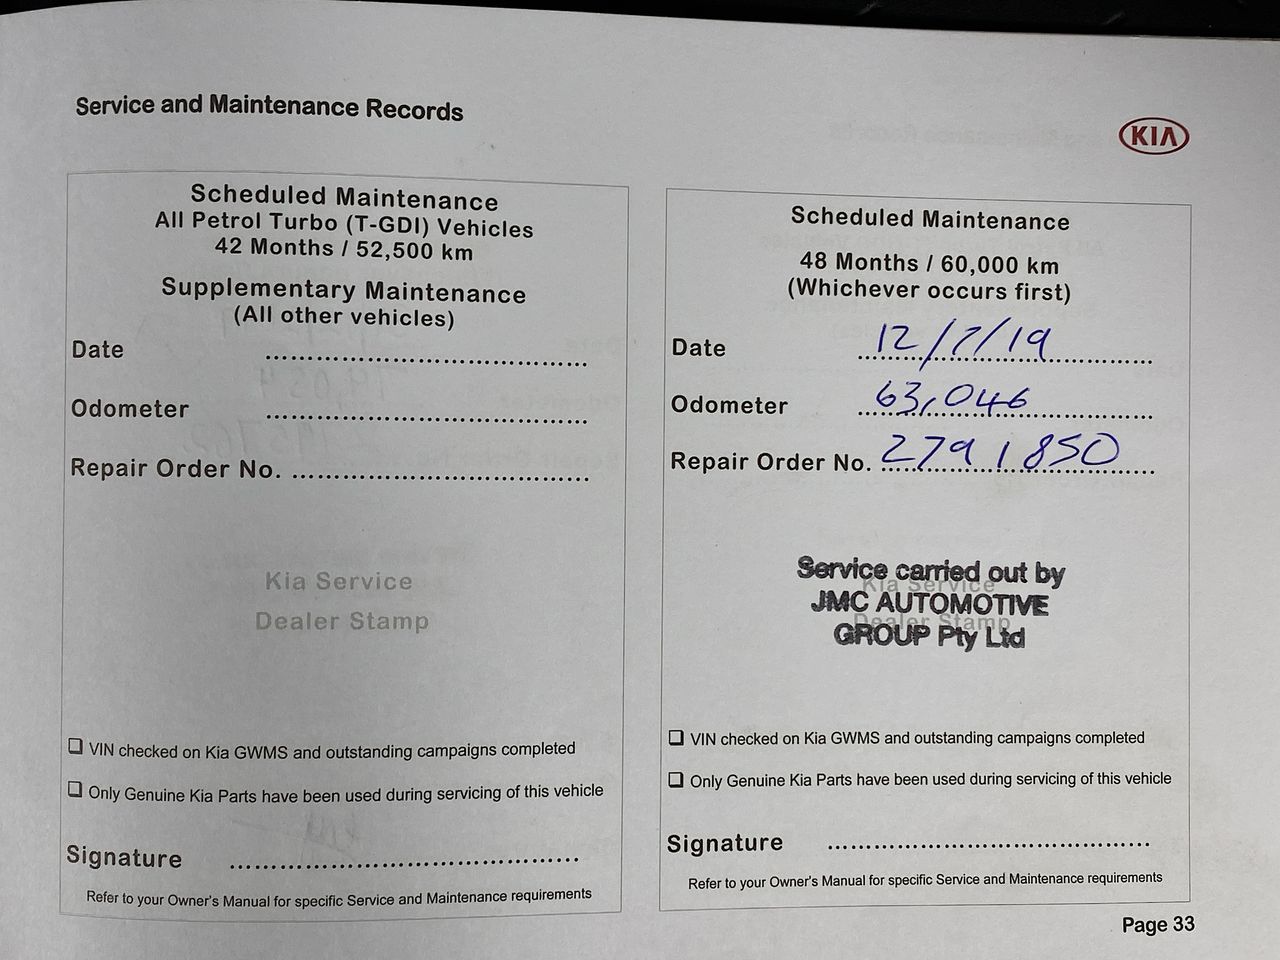 Service and Maintenance Records
KIA
Scheduled Maintenance
All Petrol Turbo (T-GDI) Vehicles
42 Months / 52,500 km
Supplementary Maintenance
(All other vehicles)
Date ............................................
Odometer ............................................
Repair Order No. ............................................
Kia Service
Dealer Stamp
❑ VIN checked on Kia GWMS and outstanding campaigns completed
❑ Only Genuine Kia Parts have been used during servicing of this vehicle
Signature ............................................
Refer to your Owner's Manual for specific Service and Maintenance requirements
Scheduled Maintenance
48 Months / 60,000 km
(Whichever occurs first)
Date 12/7/19
Odometer 63,046
Repair Order No. 2791850
Service carried out by
Kia Service
JMC AUTOMOTIVE
Dealer Stamp
GROUP Pty Ltd
❑ VIN checked on Kia GWMS and outstanding campaigns completed
❑ Only Genuine Kia Parts have been used during servicing of this vehicle
Signature ............................................
Refer to your Owner's Manual for specific Service and Maintenance requirements
Page 33